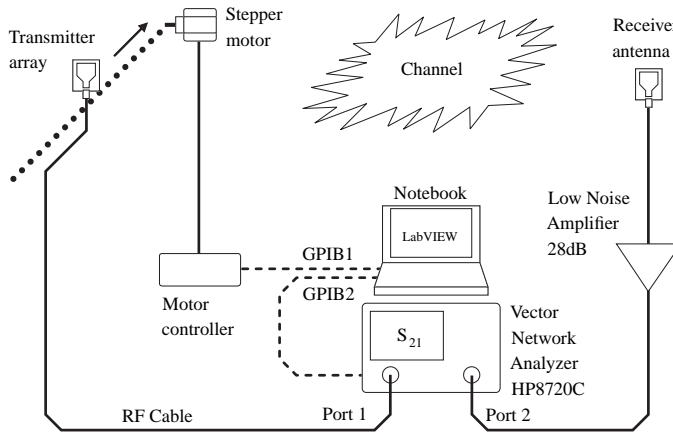 Transmitter
array
Stepper
motor
Channel
Receiver
antenna
Notebook
LabVIEW
Low Noise
Amplifier
28dB
GPIB1
GPIB2
Motor
controller
S21
Vector
Network
Analyzer
HP8720C
RF Cable
Port 1
Port 2